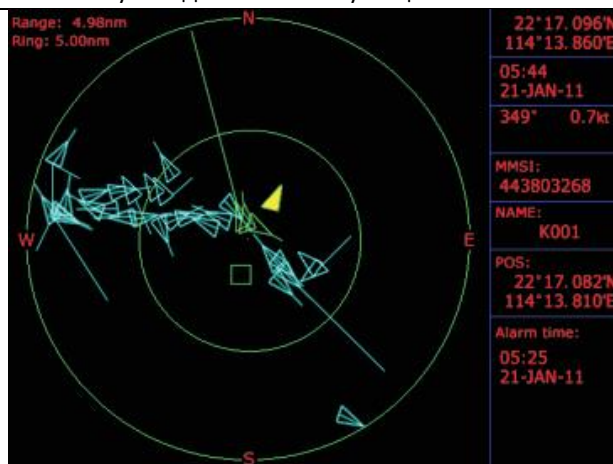 Range: 4.98nm
Ring: 5.00nm
N
W
E
S
22°17.096'N
114°13.860'E
05:44
21-JAN-11
349° 0.7kt
MMSI:
443803268
NAME:
K001
POS:
22°17.082'N
114°13.810'E
Alarm time:
05:25
21-JAN-11